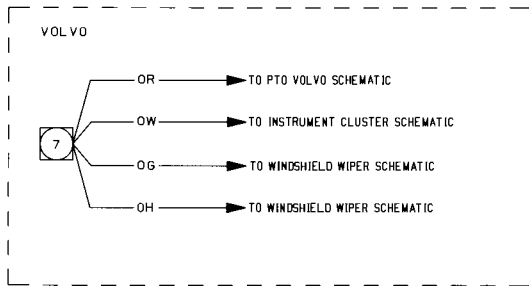 VOLVO
OR TO PTO VOLVO SCHEMATIC
OW TO INSTRUMENT CLUSTER SCHEMATIC
7
OG TO WINDSHIELD WIPER SCHEMATIC
OH TO WINDSHIELD WIPER SCHEMATIC